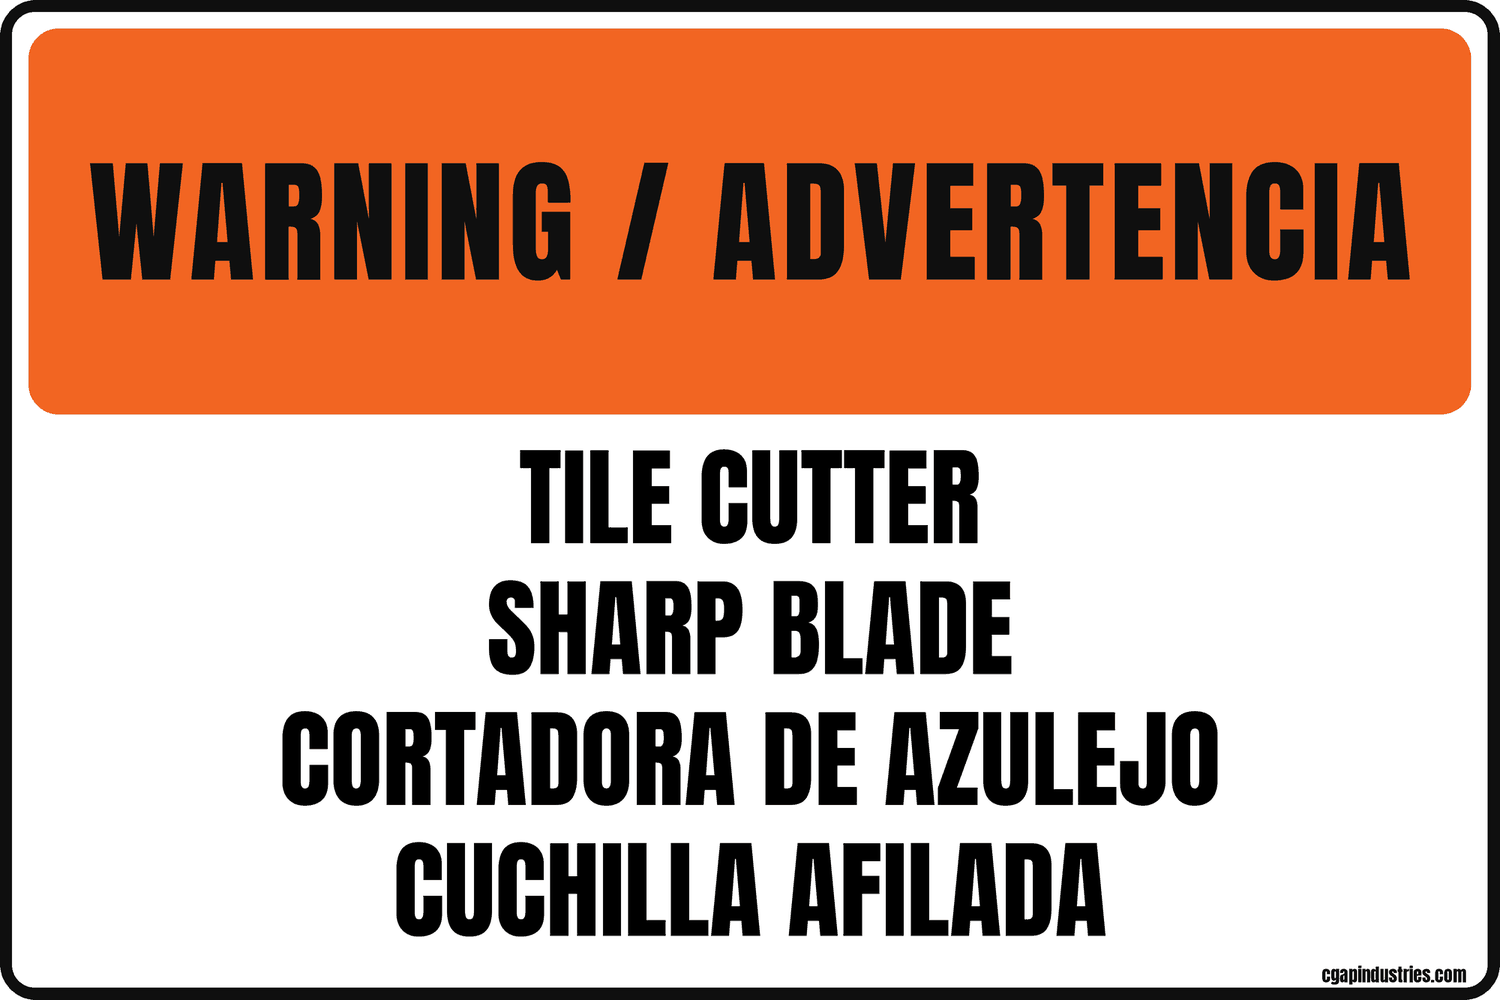 WARNING / ADVERTENCIA
TILE CUTTER
SHARP BLADE
CORTADORA DE AZULEJO
CUCHILLA AFILADA
cgapindustries.com